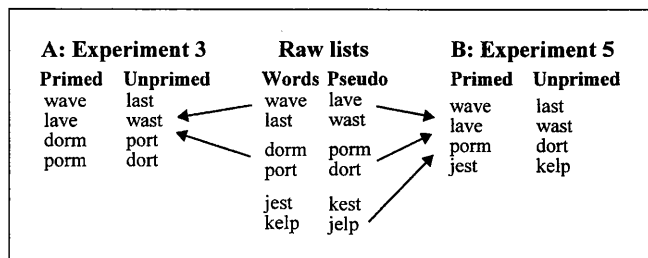 A: Experiment 3 Raw lists B: Experiment 5
Primed Unprimed Words Pseudo Primed Unprimed
wave last wave lave wave last
lave wast last wast lave wast
dorm port dorm porm porm dort
porm dort port dort jest kelp
jest kest
kelp jelp